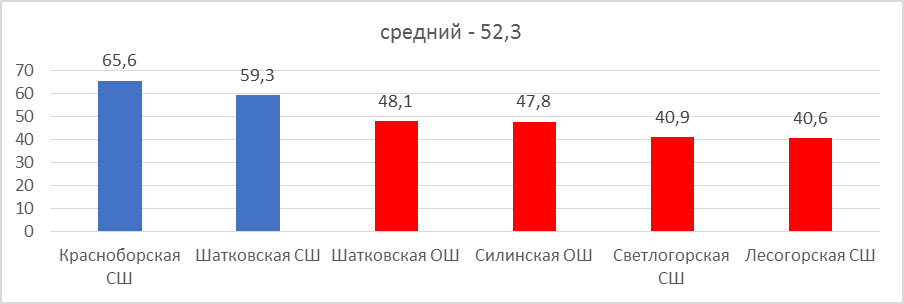 средний - 52,3
65,6
59,3
48,1
47,8
40,9
40,6
70
60
50
40
30
20
10
0
Красноборская
СШ
Шатковская СШ
Шатковская ОШ
Силинская ОШ
Светлогорская
СШ
Лесогорская СШ